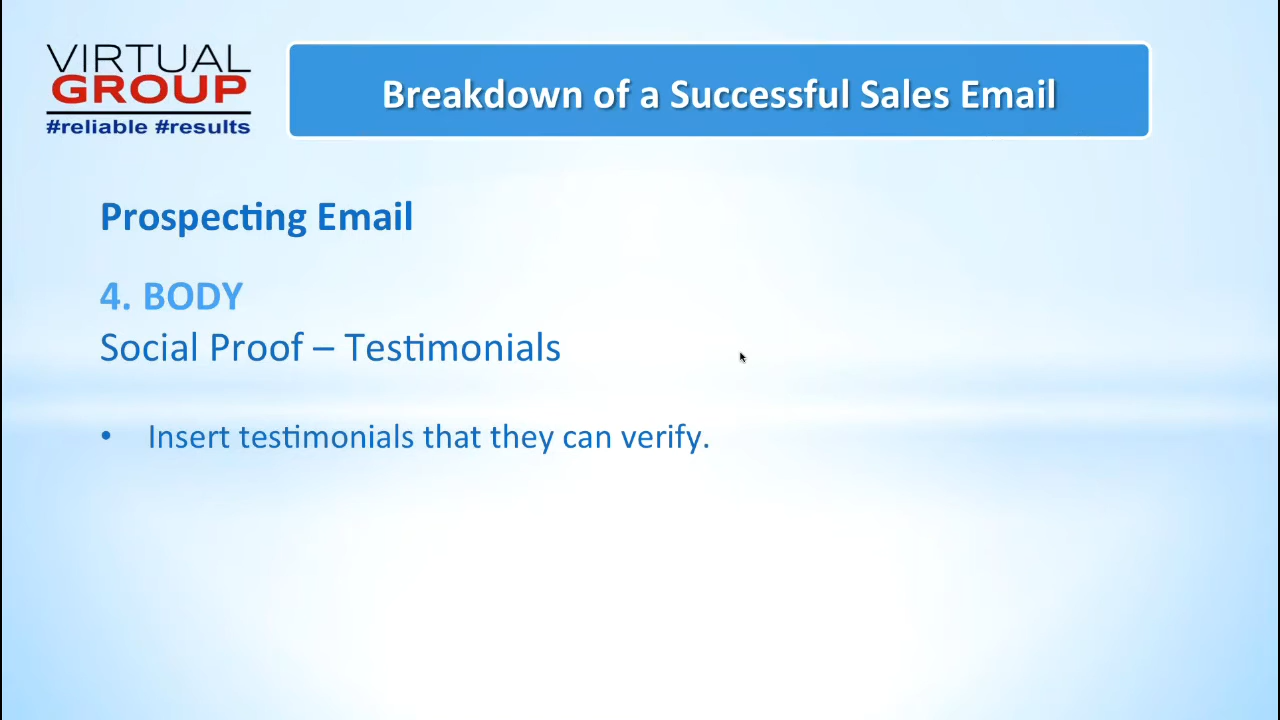 VIRTUAL
GROUP
#reliable #results
Breakdown of a Successful Sales Email
Prospecting Email
4. BODY
Social Proof – Testimonials
• Insert testimonials that they can verify.